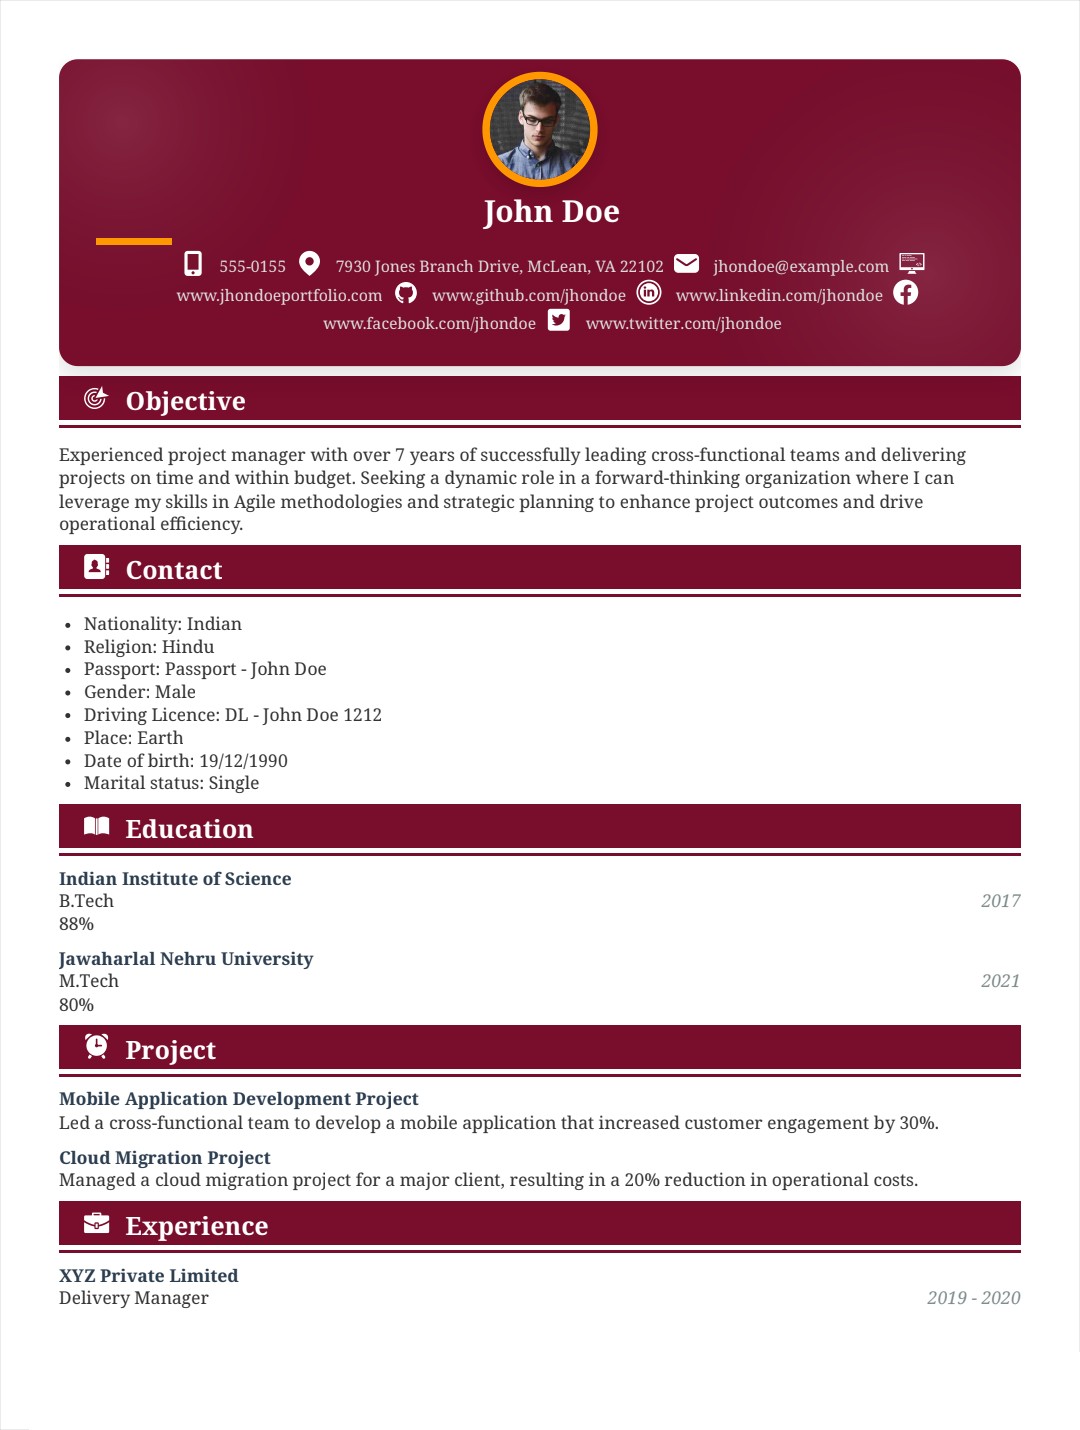 John Doe
555-0155 7930 Jones Branch Drive, McLean, VA 22102 jhondoe@example.com
www.jhondoeportfolio.com www.github.com/jhondoe www.linkedin.com/jhondoe
www.facebook.com/jhondoe www.twitter.com/jhondoe
Objective
Experienced project manager with over 7 years of successfully leading cross-functional teams and delivering
projects on time and within budget. Seeking a dynamic role in a forward-thinking organization where I can
leverage my skills in Agile methodologies and strategic planning to enhance project outcomes and drive
operational efficiency.
Contact
• Nationality: Indian
• Religion: Hindu
• Passport: Passport - John Doe
• Gender: Male
• Driving Licence: DL - John Doe 1212
• Place: Earth
• Date of birth: 19/12/1990
• Marital status: Single
Education
Indian Institute of Science
B.Tech 2017
88%
Jawaharlal Nehru University
M.Tech 2021
80%
Project
Mobile Application Development Project
Led a cross-functional team to develop a mobile application that increased customer engagement by 30%.
Cloud Migration Project
Managed a cloud migration project for a major client, resulting in a 20% reduction in operational costs.
Experience
XYZ Private Limited
Delivery Manager 2019 - 2020